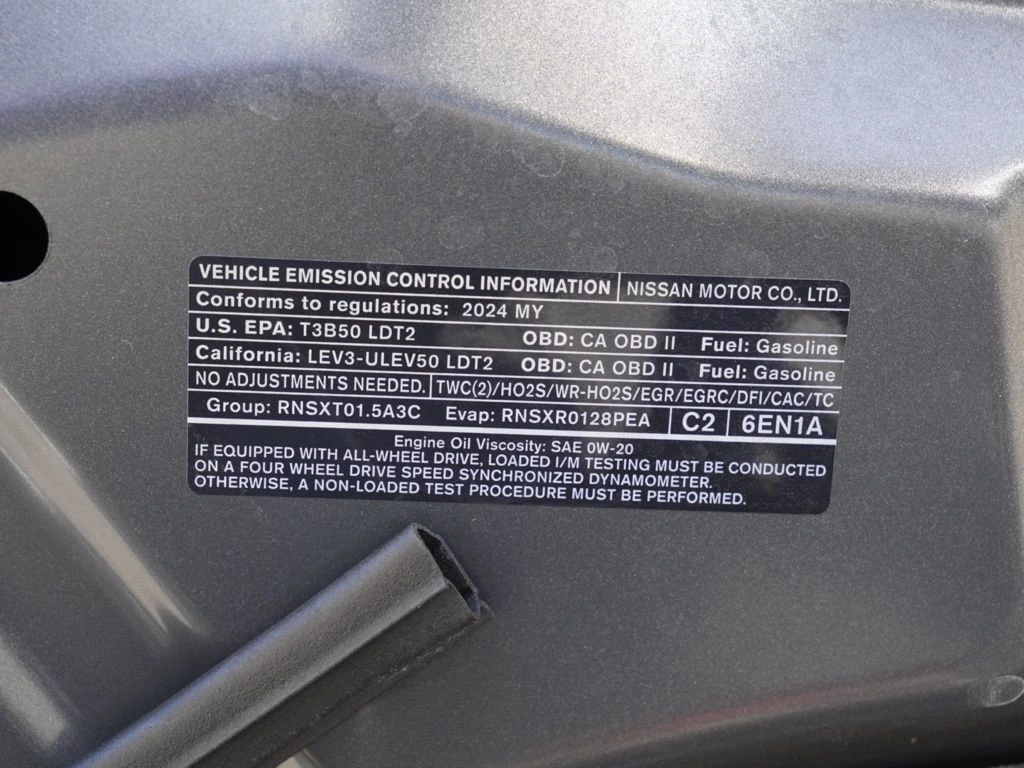 VEHICLE EMISSION CONTROL INFORMATION NISSAN MOTOR CO., LTD.
Conforms to regulations: 2024 MY
U.S. EPA: T3B50 LDT2 OBD: CA OBD II Fuel: Gasoline
California: LEV3-ULEV50 LDT2 OBD: CA OBD II Fuel: Gasoline
NO ADJUSTMENTS NEEDED. TWC(2)/HO2S/WR-HO2S/EGR/EGRC/DFI/CAC/TC
Group: RNSXT01.5A3C Evap: RNSXR0128PEA C2 6EN1A
Engine Oil Viscosity: SAE 0W-20
IF EQUIPPED WITH ALL-WHEEL DRIVE, LOADED I/M TESTING MUST BE CONDUCTED
ON A FOUR WHEEL DRIVE SPEED SYNCHRONIZED DYNAMOMETER.
OTHERWISE, A NON-LOADED TEST PROCEDURE MUST BE PERFORMED.